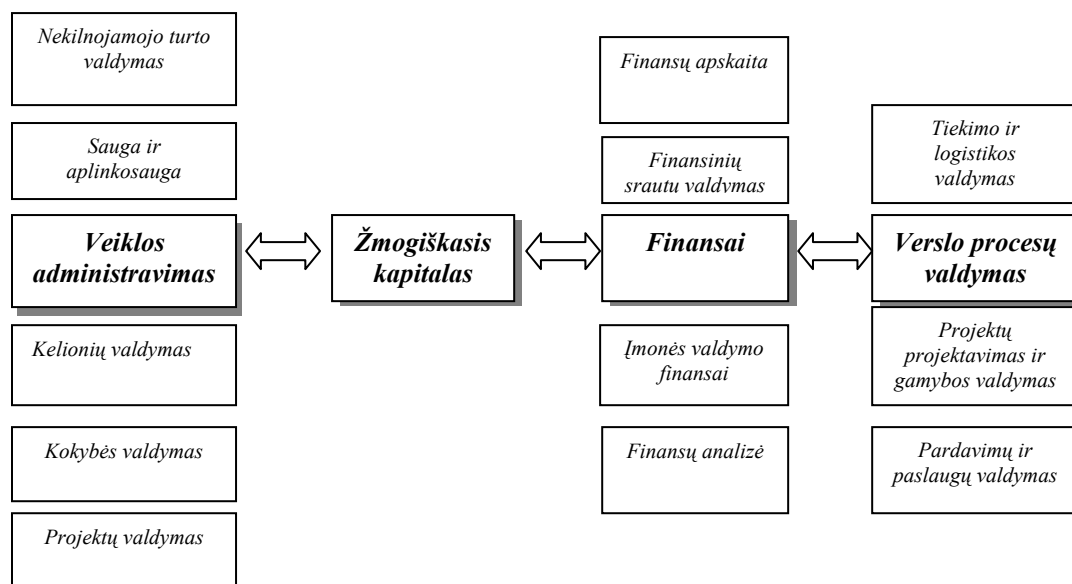 Nekilnojamojo turto
valdymas
Sauga ir
aplinkosauga
Veiklos
administravimas
Kelionių valdymas
Kokybės valdymas
Projektų valdymas
Žmogiškasis
kapitalas
Finansų apskaita
Finansinių
srautu valdymas
Finansai
Įmonės valdymo
finansai
Finansų analizė
Tiekimo ir
logistikos
valdymas
Verslo procesų
valdymas
Projektų
projektavimas ir
gamybos valdymas
Pardavimų ir
paslaugų valdymas